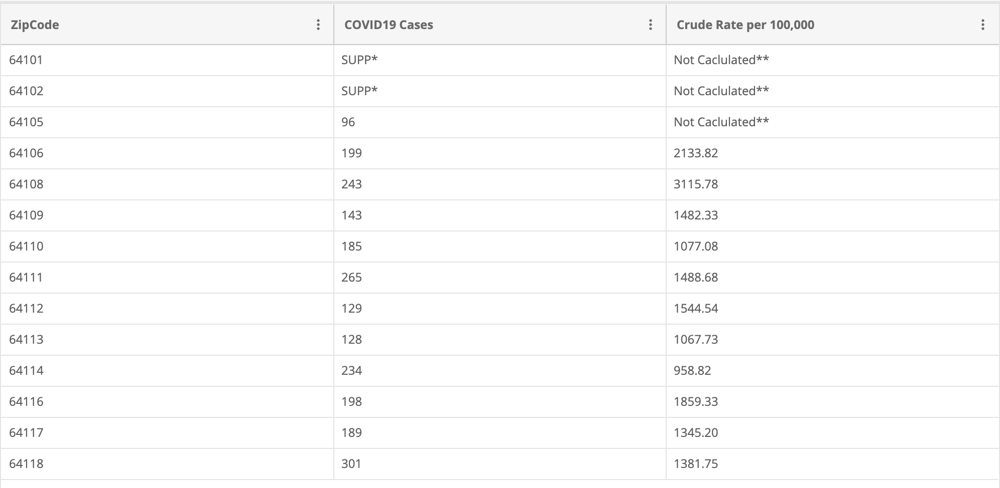 ZipCode COVID19 Cases Crude Rate per 100,000
64101 SUPP* Not Caclulated**
64102 SUPP* Not Caclulated**
64105 96 Not Caclulated**
64106 199 2133.82
64108 243 3115.78
64109 143 1482.33
64110 185 1077.08
64111 265 1488.68
64112 129 1544.54
64113 128 1067.73
64114 234 958.82
64116 198 1859.33
64117 189 1345.20
64118 301 1381.75